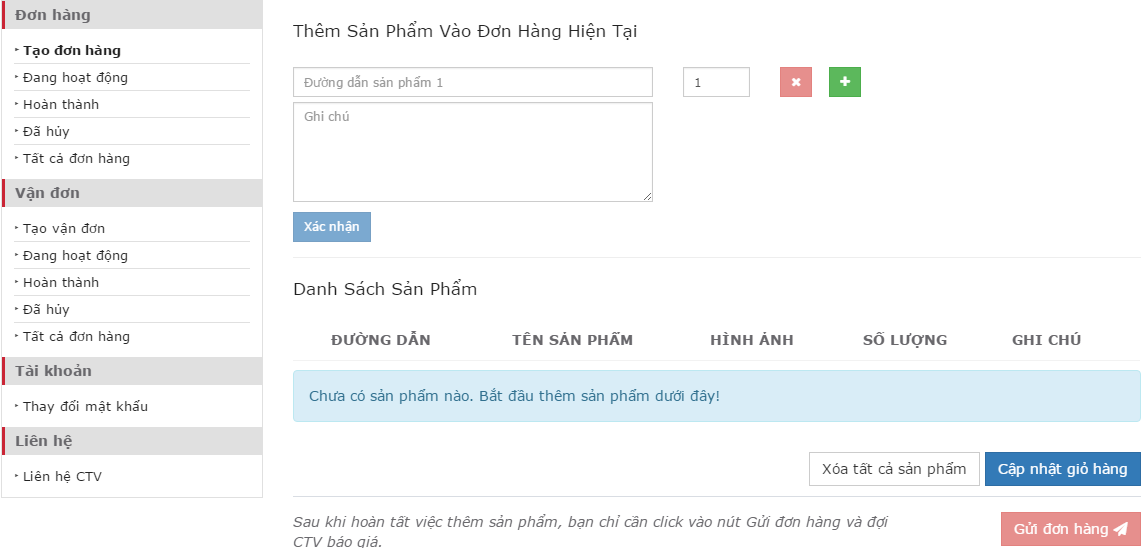 Đơn hàng
Tạo đơn hàng
Đang hoạt động
Hoàn thành
Đã hủy
Tất cả đơn hàng
Vận đơn
Tạo vận đơn
Đang hoạt động
Hoàn thành
Đã hủy
Tất cả đơn hàng
Tài khoản
Thay đổi mật khẩu
Liên hệ
Liên hệ CTV
Thêm Sản Phẩm Vào Đơn Hàng Hiện Tại
Đường dẫn sản phẩm 1
1
Ghi chú
Xác nhận
Danh Sách Sản Phẩm
ĐƯỜNG DẪN TÊN SẢN PHẨM HÌNH ẢNH SỐ LƯỢNG GHI CHÚ
Chưa có sản phẩm nào. Bắt đầu thêm sản phẩm dưới đây!
Xóa tất cả sản phẩm
Cập nhật giỏ hàng
Sau khi hoàn tất việc thêm sản phẩm, bạn chỉ cần click vào nút Gửi đơn hàng và đợi
CTV báo giá.
Gửi đơn hàng